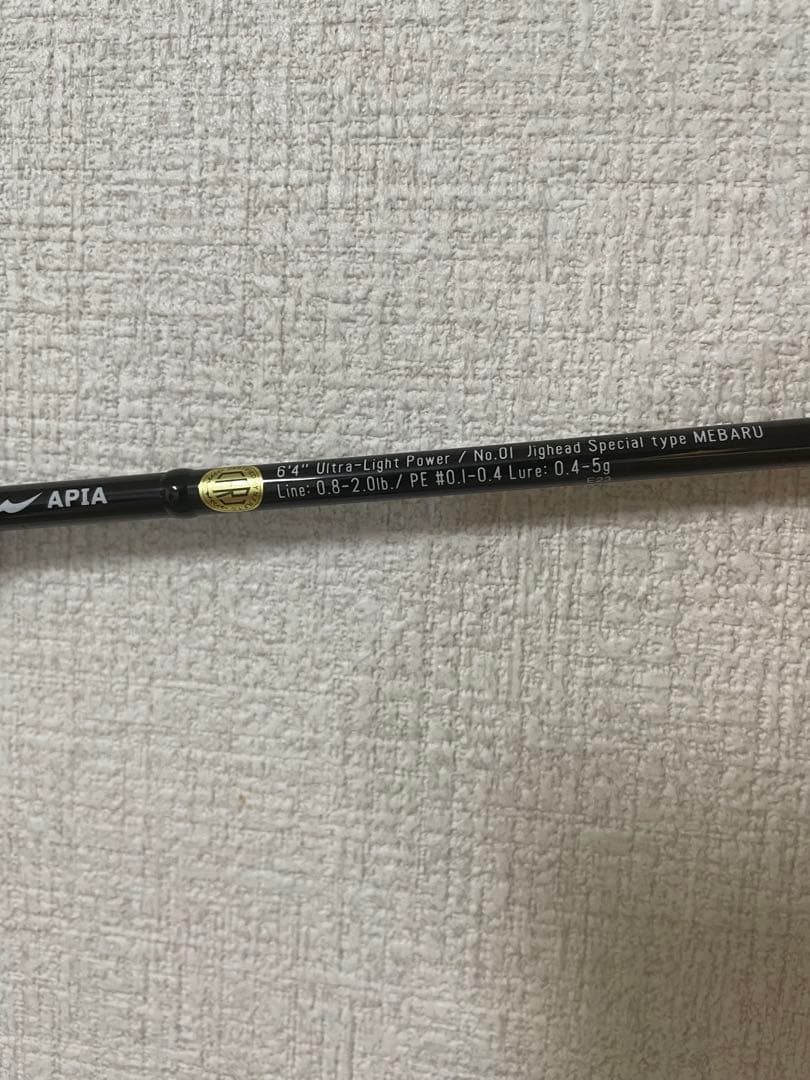 APIA
6'4" Ultra-Light Power / No.01 Jighead Special type MEBARU
Line: 0.8-2.0lb./ PE #0.1-0.4 Lure: 0.4-5g
E23